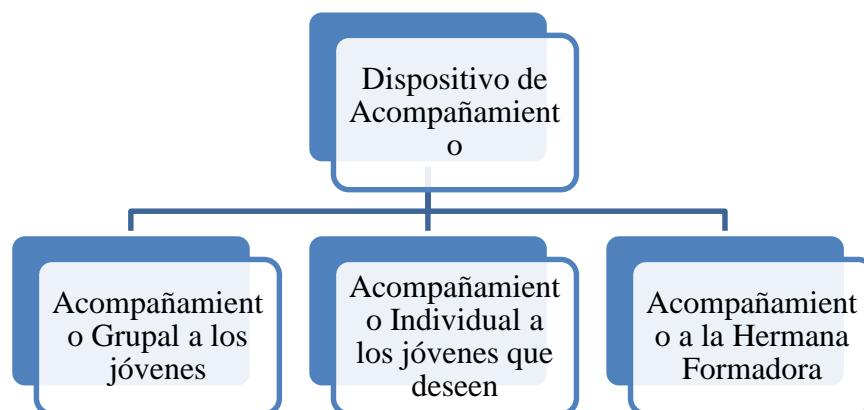 Dispositivo de
Acompañamient
o
Acompañamient
o Grupal a los
jóvenes
Acompañamient
o Individual a
los jóvenes que
deseen
Acompañamient
o a la Hermana
Formadora